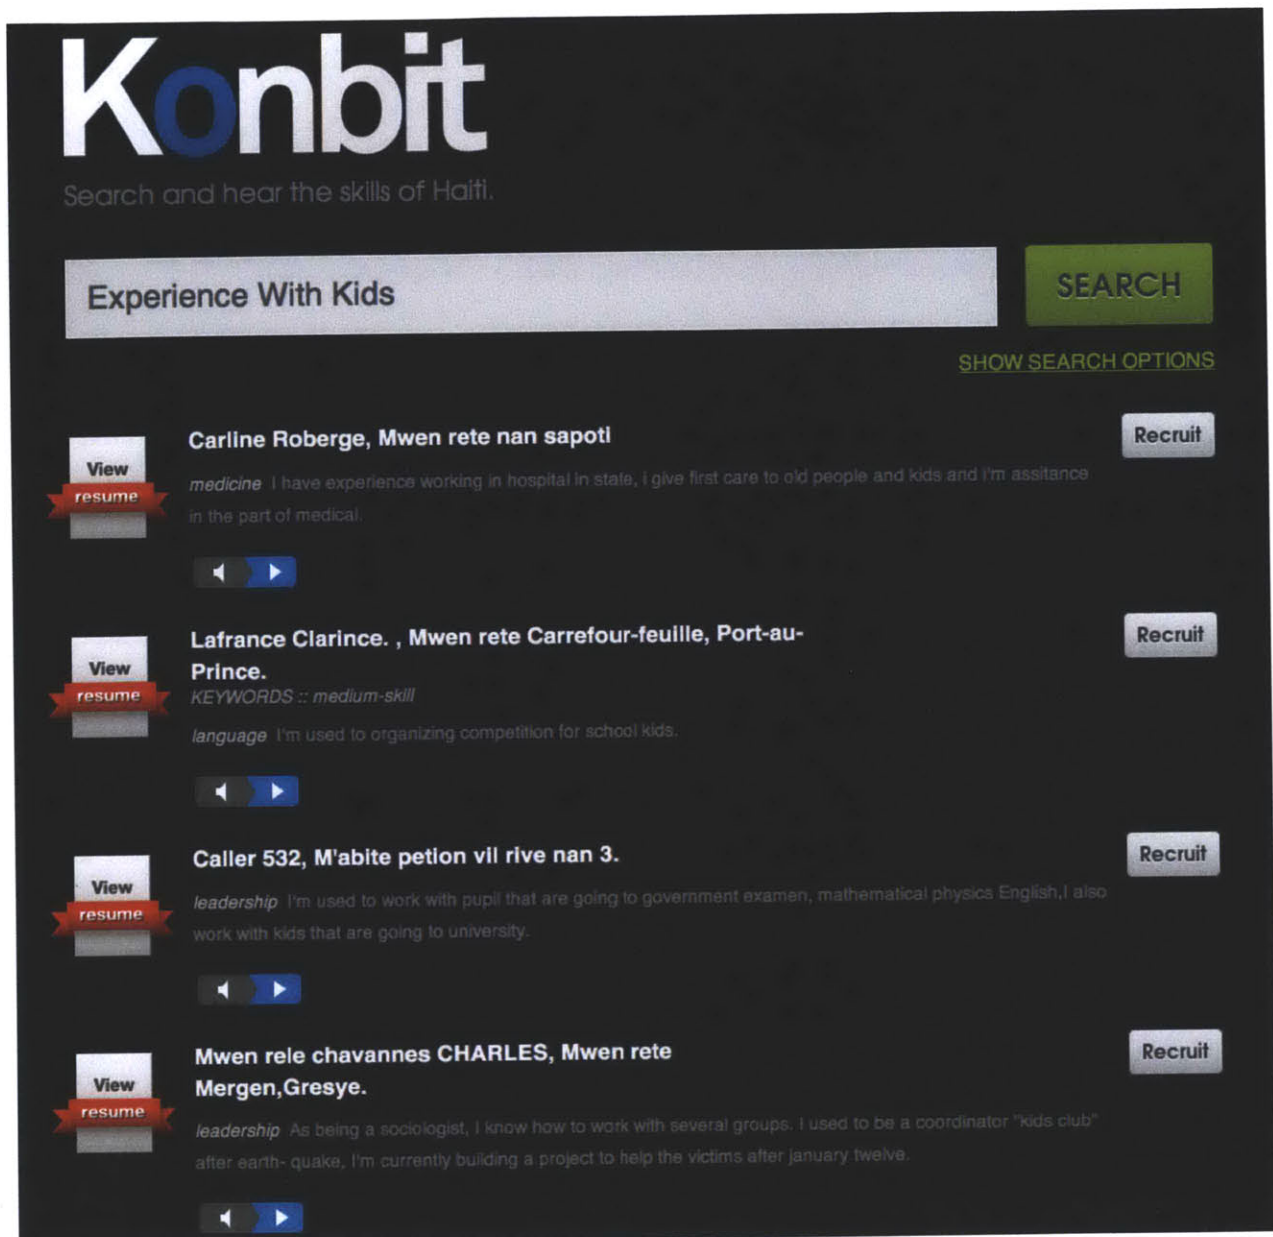 Konbit
Search and hear the skills of Haiti.
Experience With Kids
SEARCH
SHOW SEARCH OPTIONS
View
resume
Carline Roberge, Mwen rete nan sapoti
Recruit
medicine I have experience working in hospital in state, i give first care to old people and kids and i'm assitance
in the part of medical.
View
resume
Lafrance Clarince. , Mwen rete Carrefour-feuille, Port-au-
Prince.
Recruit
KEYWORDS :: medium-skill
language I'm used to organizing competition for school kids.
View
resume
Caller 532, M'abite petion vil rive nan 3.
Recruit
leadership I'm used to work with pupil that are going to government examen, mathematical physics English,I also
work with kids that are going to university.
View
resume
Mwen rele chavannes CHARLES, Mwen rete
Mergen,Gresye.
Recruit
leadership As being a sociologist, I know how to work with several groups. I used to be a coordinator "kids club"
after earth- quake, I'm currently building a project to help the victims after january twelve.